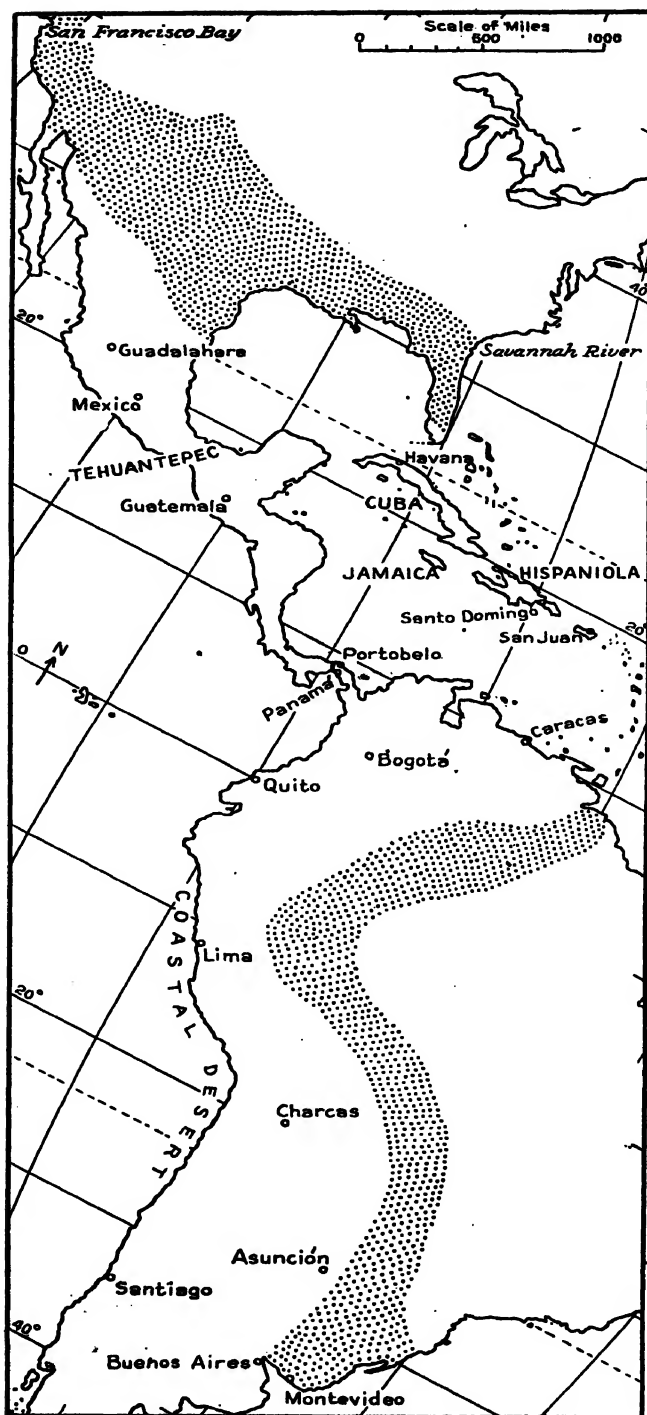 San Francisco Bay
Scale of Miles
0 500 1000
40°
20°
Guadalahara
Savannah River
Mexico
Havana
TEHUANTEPEC
CUBA
Guatemala
JAMAICA
HISPANIOLA
Santo Domingo
20°
San Juan
0
N
Portobelo
Panamá
Caracas
Bogotá
Quito
COASTAL DESERT
Lima
20°
Charcas
Asunción
Santiago
40°
Buenos Aires
Montevideo